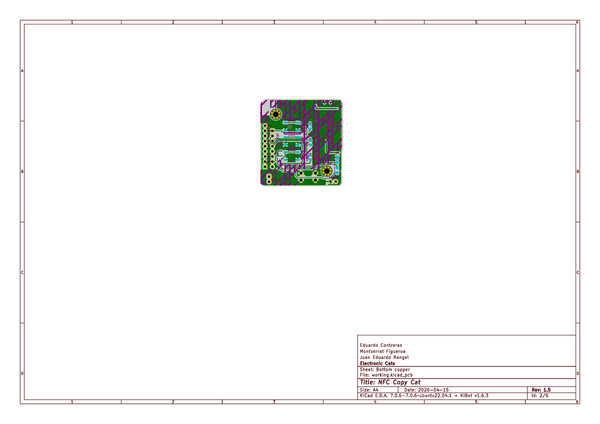 1 2 3 4 5 6
A A
B B
C C
Eduardo Contreras
Montserrat Figueroa
Juan Eduardo Rangel
Electronic Cats
Sheet: Bottom copper
File: working.kicad_pcb
D D
Title: NFC Copy Cat
Size: A4 Date: 2020-04-15 Rev: 1.5
KiCad E.D.A. 7.0.6-7.0.6~ubuntu22.04.1 + KiBot v1.6.3 Id: 2/6
1 2 3 4 5 6